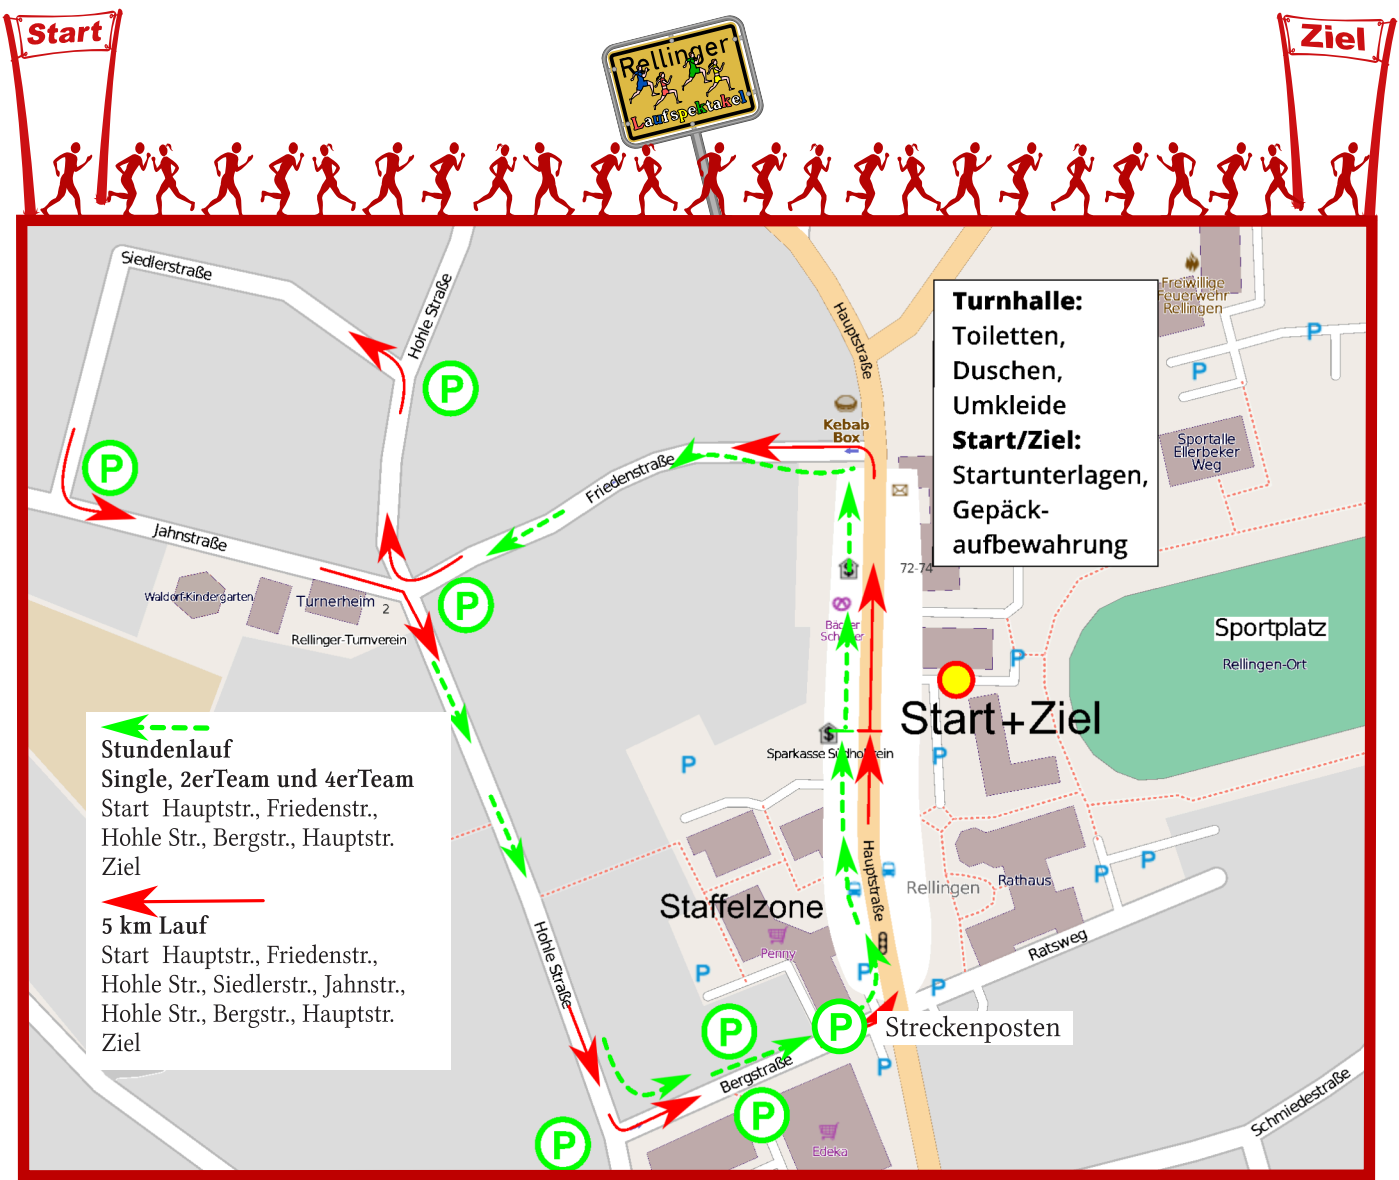 Start
Rellinger
Laufspektakel
Ziel
Siedlerstraße
Hohle Straße
Hauptstraße
Freiwillige
Feuerwehr
Rellingen
Turnhalle:
Toiletten,
Duschen,
Umkleide
Start/Ziel:
Startunterlagen,
Gepäck-
aufbewahrung
P
P
P
Kebab
Box
Sportalle
Ellerbeker
Weg
P
Friedenstraße
Jahnstraße
72-74
Waldorf-Kindergarten
Turnerheim
2
P
Rellinger-Turnverein
Bäcker
Sportplatz
Rellingen-Ort
P
Start+Ziel
Stundenlauf
Single, 2erTeam und 4erTeam
Start Hauptstr., Friedenstr.,
Hohle Str., Bergstr., Hauptstr.
Ziel
5 km Lauf
Start Hauptstr., Friedenstr.,
Hohle Str., Siedlerstr., Jahnstr.,
Hohle Str., Bergstr., Hauptstr.
Ziel
$
$
Sparkasse Südholstein
P
P
Hauptstraße
Rellingen
Rathaus
P
P
Staffelzone
Penny
Hohle Straße
Ratsweg
P
P
P
P
P
Streckenposten
Bergstraße
P
P
P
Edeka
Schmiedestraße